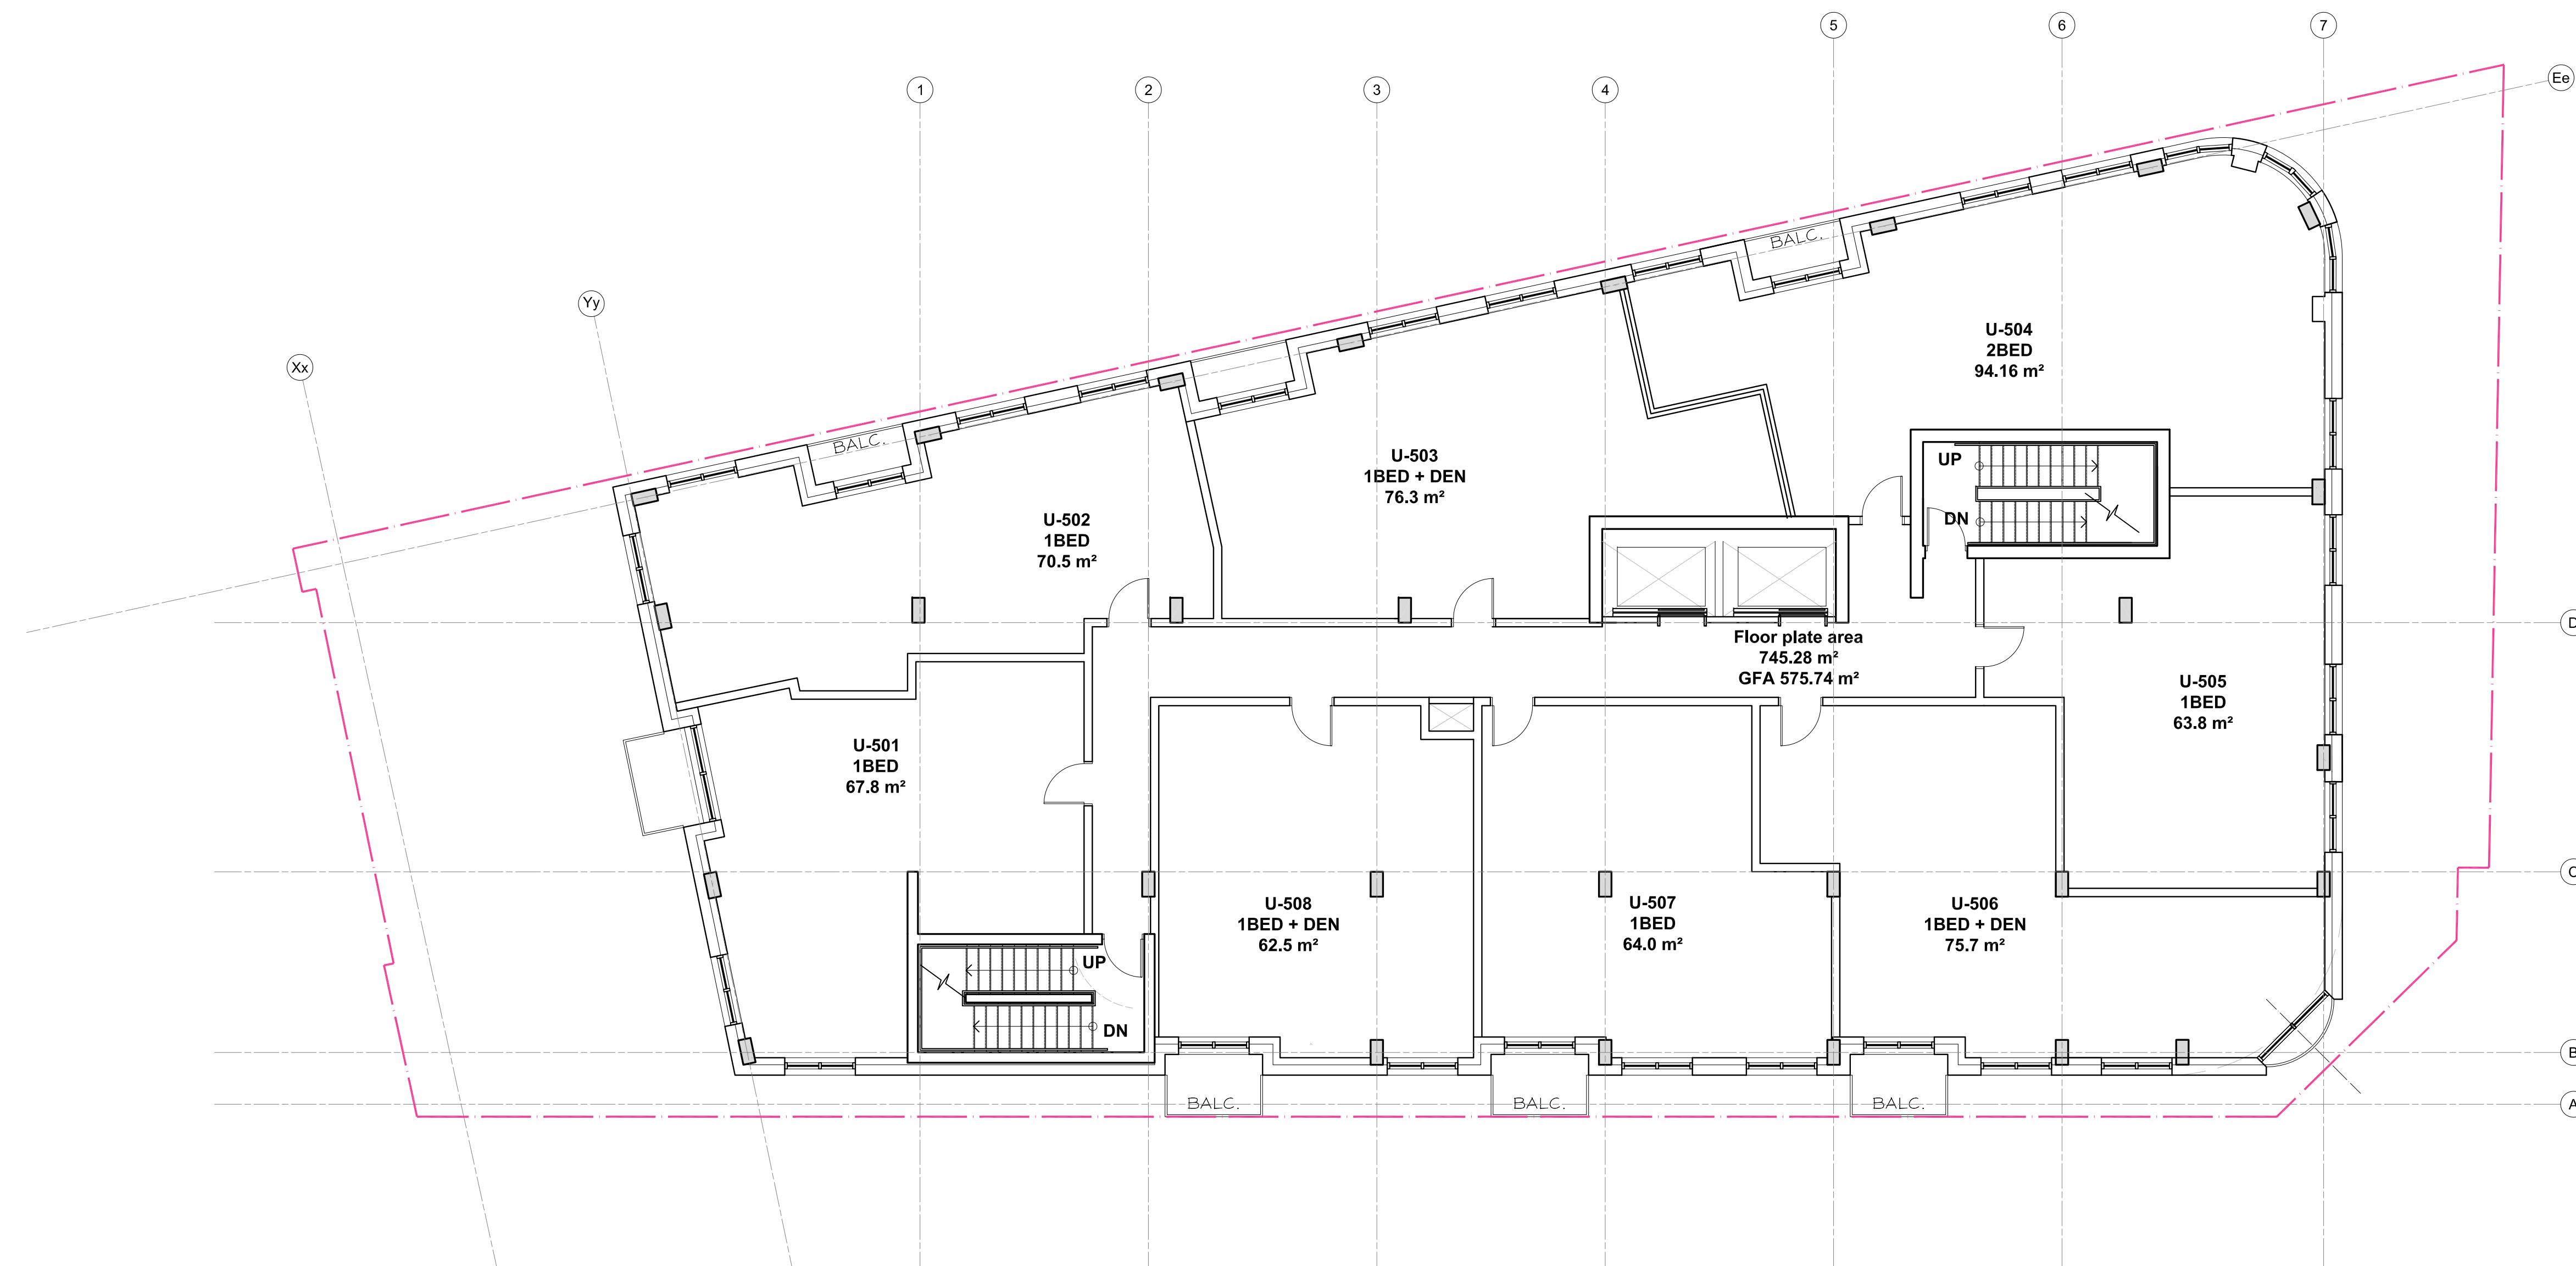 5
6
7
Ee
1
2
3
4
BALC.
Yy
U-504
2BED
94.16 m²
Xx
BALC.
U-503
1BED + DEN
76.3 m²
UP
DN
U-502
1BED
70.5 m²
D
Floor plate area
745.28 m²
GFA 575.74 m²
U-505
1BED
63.8 m²
U-501
1BED
67.8 m²
C
U-508
1BED + DEN
62.5 m²
U-507
1BED
64.0 m²
U-506
1BED + DEN
75.7 m²
UP
DN
B
BALC.
BALC.
BALC.
A